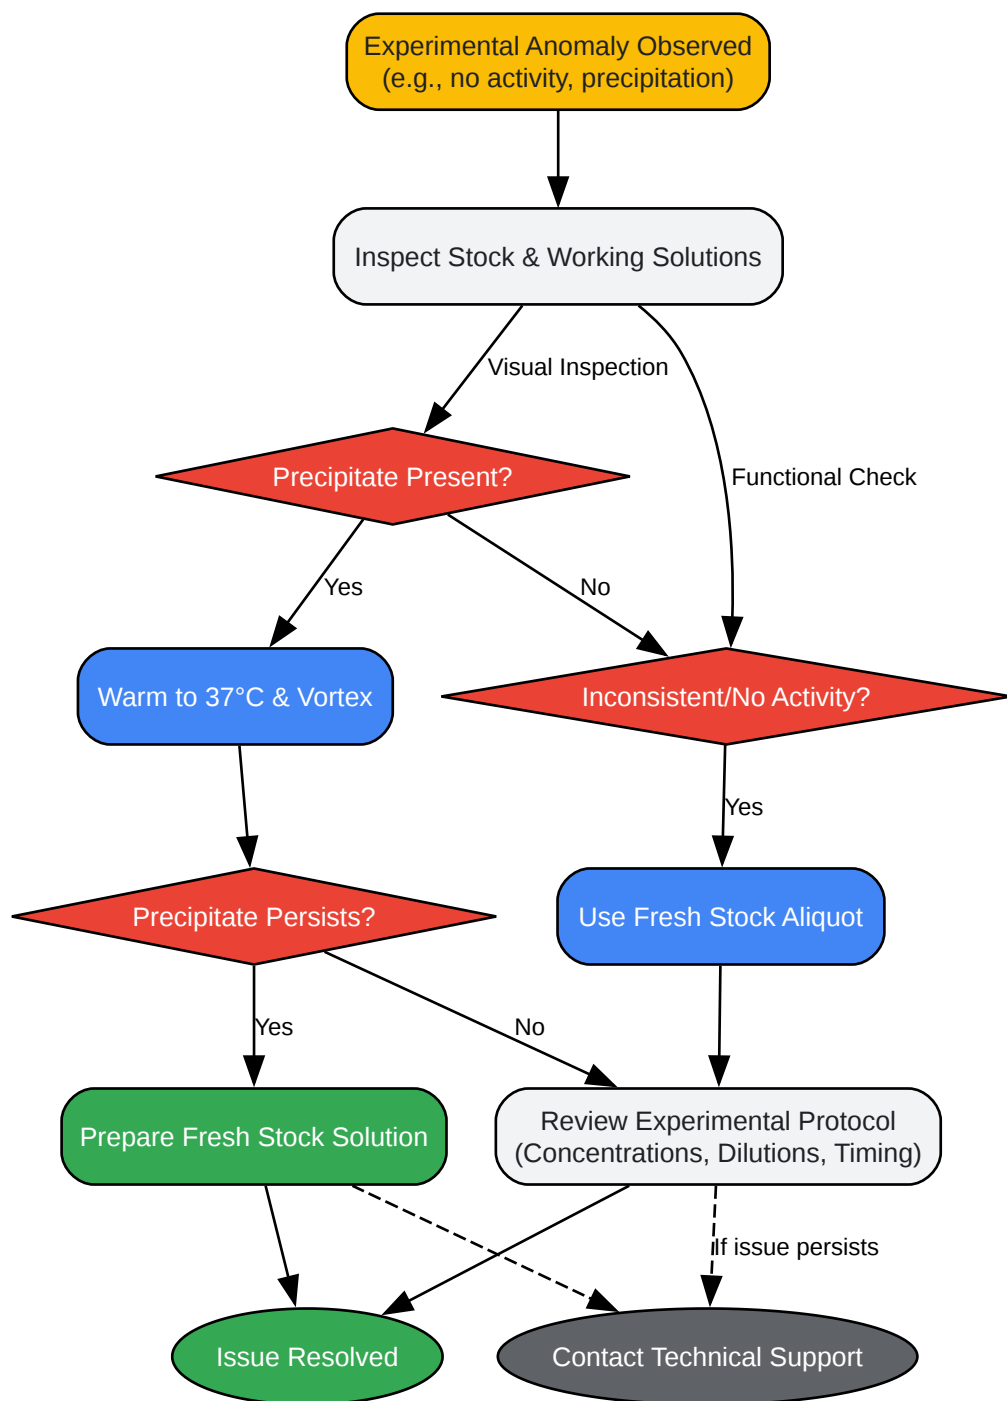 Experimental Anomaly Observed
(e.g., no activity, precipitation)
Inspect Stock & Working Solutions
Visual Inspection
Precipitate Present?
Functional Check
Yes
No
Warm to 37°C & Vortex
Inconsistent/No Activity?
Yes
Precipitate Persists?
Use Fresh Stock Aliquot
Yes
No
Prepare Fresh Stock Solution
Review Experimental Protocol
(Concentrations, Dilutions, Timing)
If issue persists
Issue Resolved
Contact Technical Support